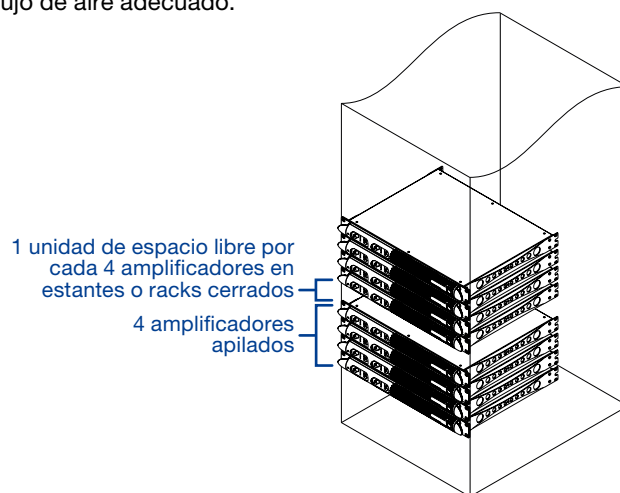 ujo de aire adecuado.
1 unidad de espacio libre por
cada 4 amplificadores en
estantes o racks cerrados
4 amplificadores
apilados